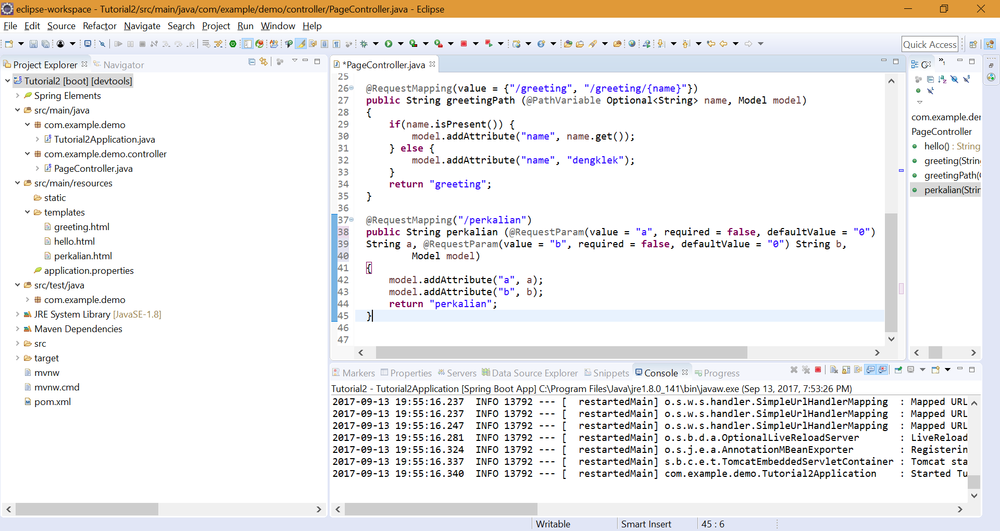 eclipse-workspace - Tutorial2/src/main/java/com/example/demo/controller/PageController.java - Eclipse
File Edit Source Refactor Navigate Search Project Run Window Help
Quick Access
Project Explorer
Navigator
Tutorial2 [boot] [devtools]
Spring Elements
src/main/java
com.example.demo
Tutorial2Application.java
com.example.demo.controller
PageController.java
src/main/resources
static
templates
greeting.html
hello.html
perkalian.html
application.properties
src/test/java
com.example.demo
JRE System Library [JavaSE-1.8]
Maven Dependencies
src
target
mvnw
mvnw.cmd
pom.xml
*PageController.java
25
26 @RequestMapping(value = {"/greeting", "/greeting/{name}"})
27 public String greetingPath (@PathVariable Optional<String> name, Model model)
28 {
29 if(name.isPresent()) {
30 model.addAttribute("name", name.get());
31 } else {
32 model.addAttribute("name", "dengklek");
33 }
34 return "greeting";
35 }
36
37 @RequestMapping("/perkalian")
38 public String perkalian (@RequestParam(value = "a", required = false, defaultValue = "0")
39 String a, @RequestParam(value = "b", required = false, defaultValue = "0") String b,
40 Model model)
41 {
42 model.addAttribute("a", a);
43 model.addAttribute("b", b);
44 return "perkalian";
45 }
46
47
com.example.der
PageController
hello() : String
greeting(String
greetingPath(
perkalian(Strir
Markers Properties Servers Data Source Explorer Snippets Console Progress
Tutorial2 - Tutorial2Application [Spring Boot App] C:\Program Files\Java\jre1.8.0_141\bin\javaw.exe (Sep 13, 2017, 7:53:26 PM)
2017-09-13 19:55:16.237 INFO 13792 --- [ restartedMain] o.s.w.s.handler.SimpleUrlHandlerMapping : Mapped URL
2017-09-13 19:55:16.237 INFO 13792 --- [ restartedMain] o.s.w.s.handler.SimpleUrlHandlerMapping : Mapped URL
2017-09-13 19:55:16.247 INFO 13792 --- [ restartedMain] o.s.w.s.handler.SimpleUrlHandlerMapping : Mapped URL
2017-09-13 19:55:16.281 INFO 13792 --- [ restartedMain] o.s.b.d.a.OptionalLiveReloadServer : LiveReload
2017-09-13 19:55:16.324 INFO 13792 --- [ restartedMain] o.s.j.e.a.AnnotationMBeanExporter : Registerin
2017-09-13 19:55:16.337 INFO 13792 --- [ restartedMain] s.b.c.e.t.TomcatEmbeddedServletContainer : Tomcat sta
2017-09-13 19:55:16.340 INFO 13792 --- [ restartedMain] com.example.demo.Tutorial2Application : Started Tu
Writable
Smart Insert
45 : 6